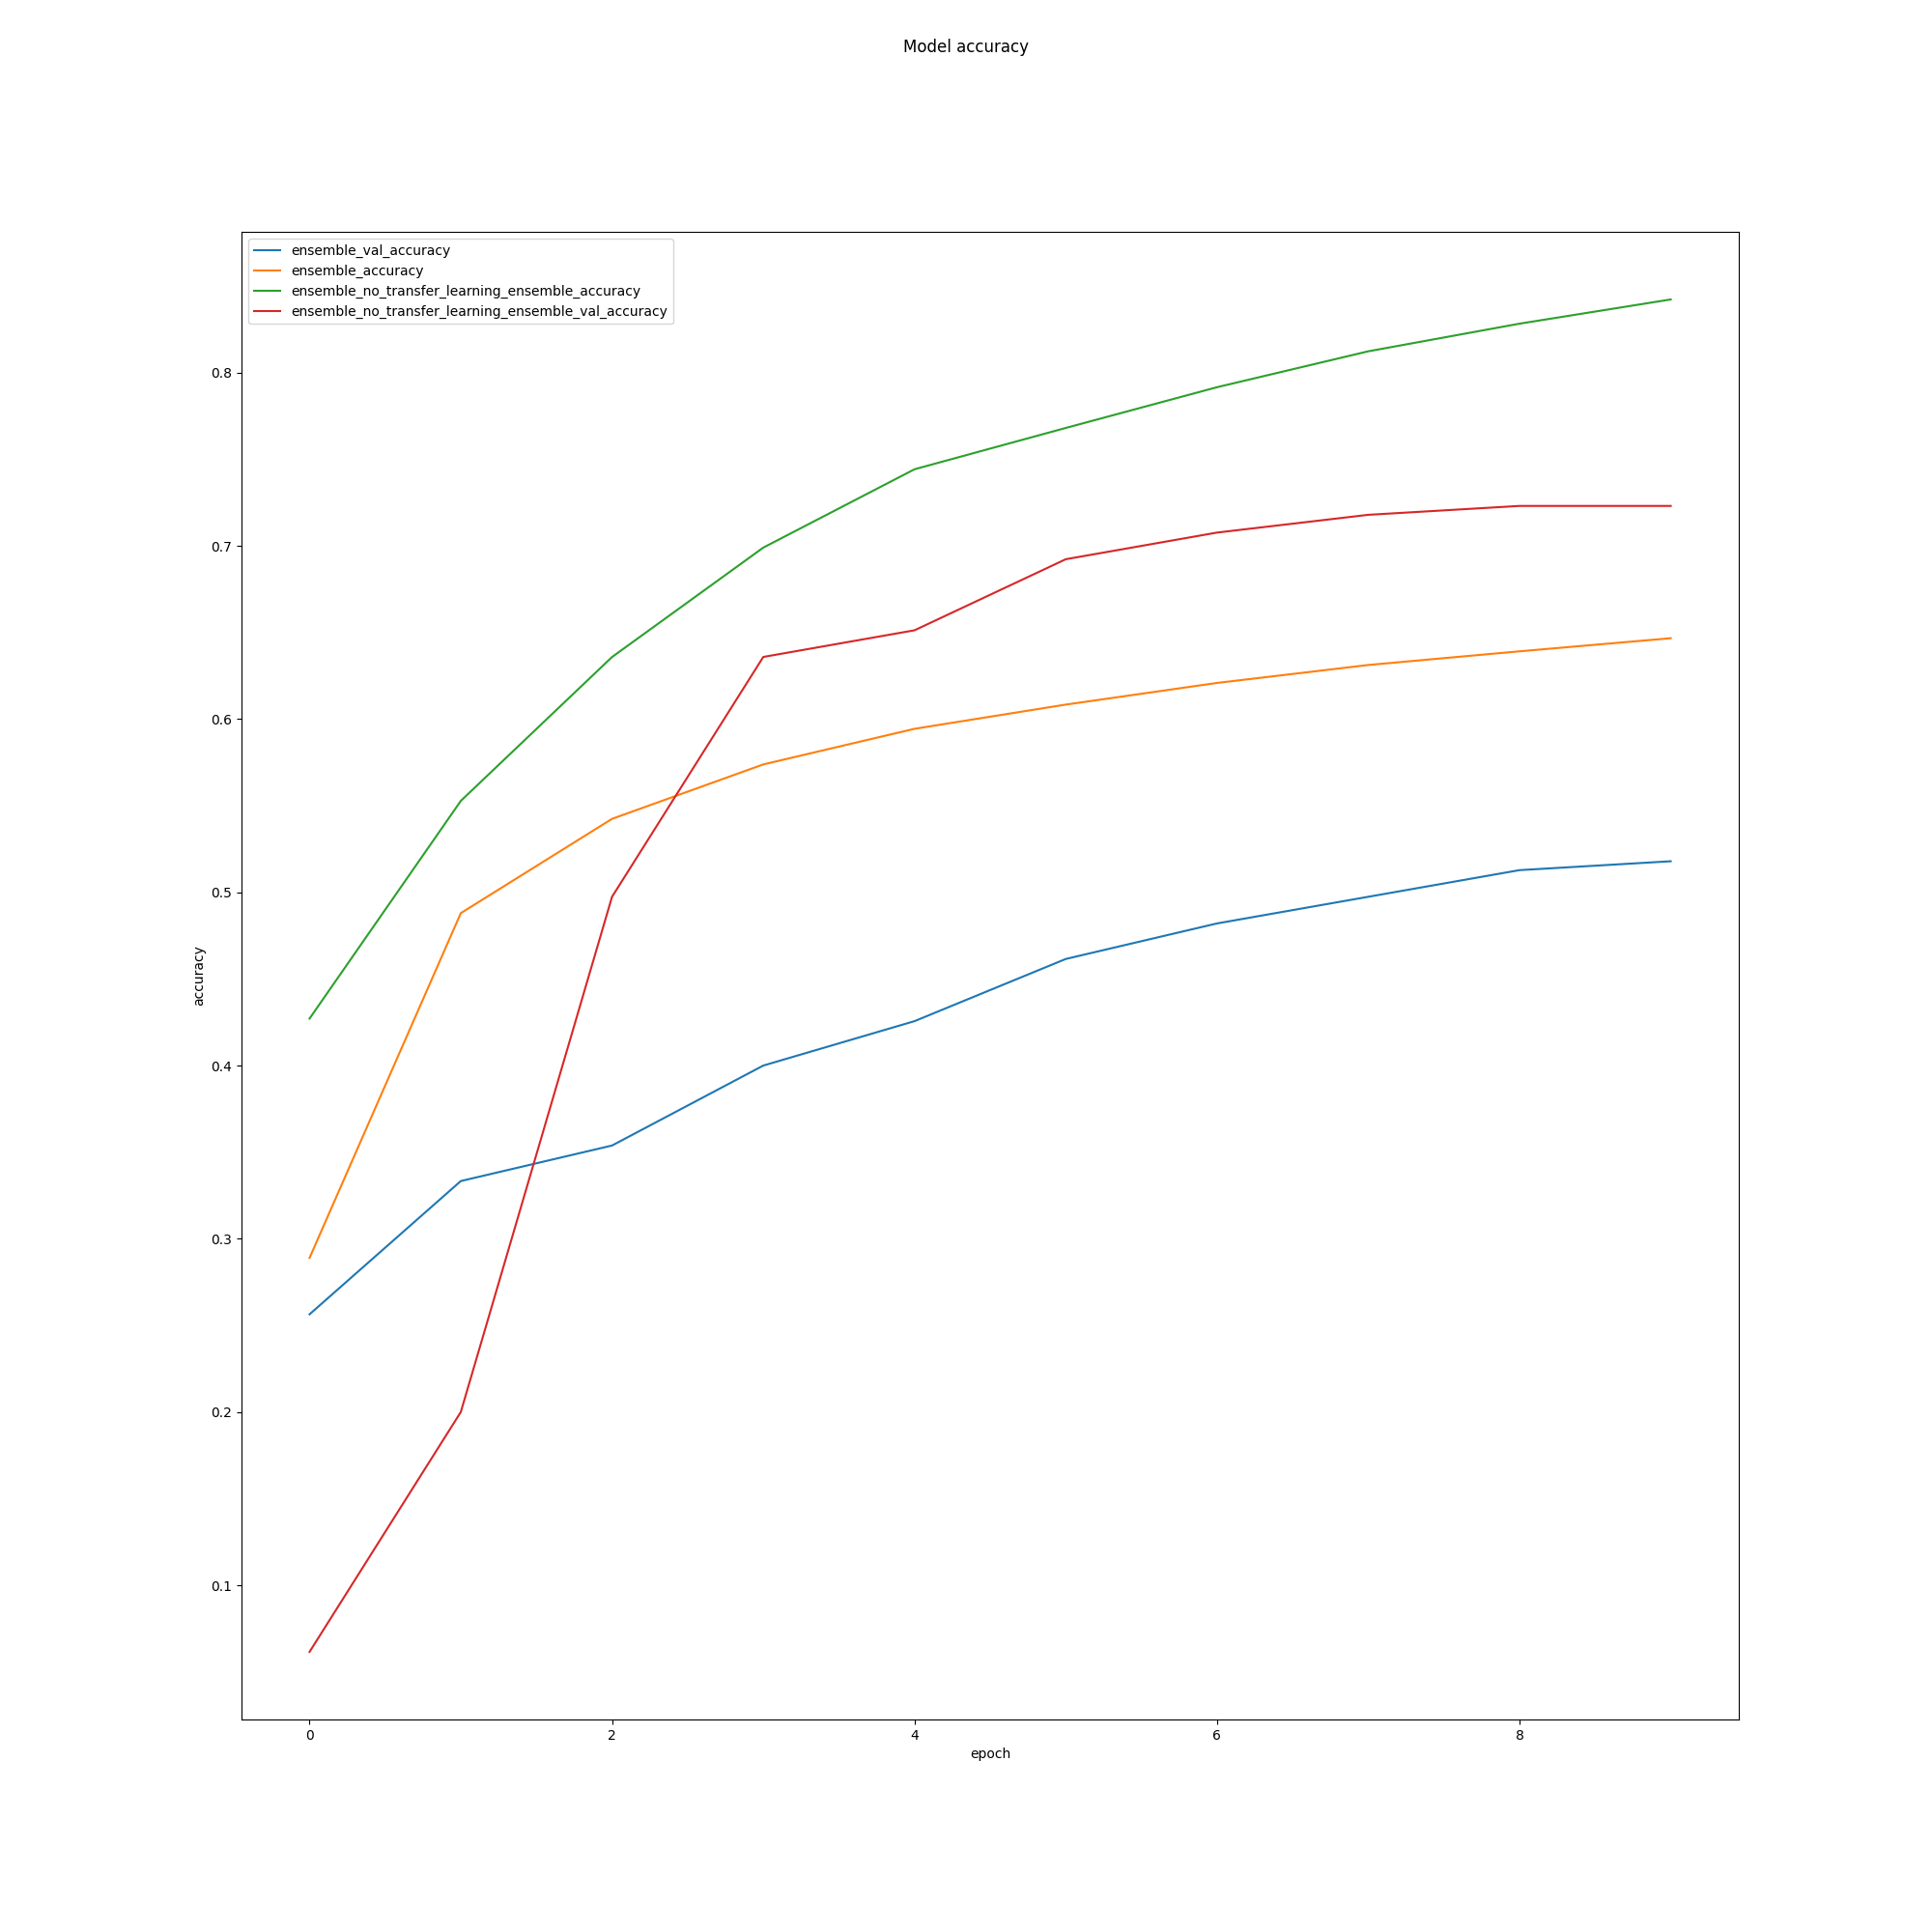 Model accuracy
ensemble_val_accuracy
ensemble_accuracy
ensemble_no_transfer_learning_ensemble_accuracy
ensemble_no_transfer_learning_ensemble_val_accuracy
0.8
0.7
0.6
0.5
0.4
0.3
0.2
0.1
accuracy
0 2 4 6 8
epoch